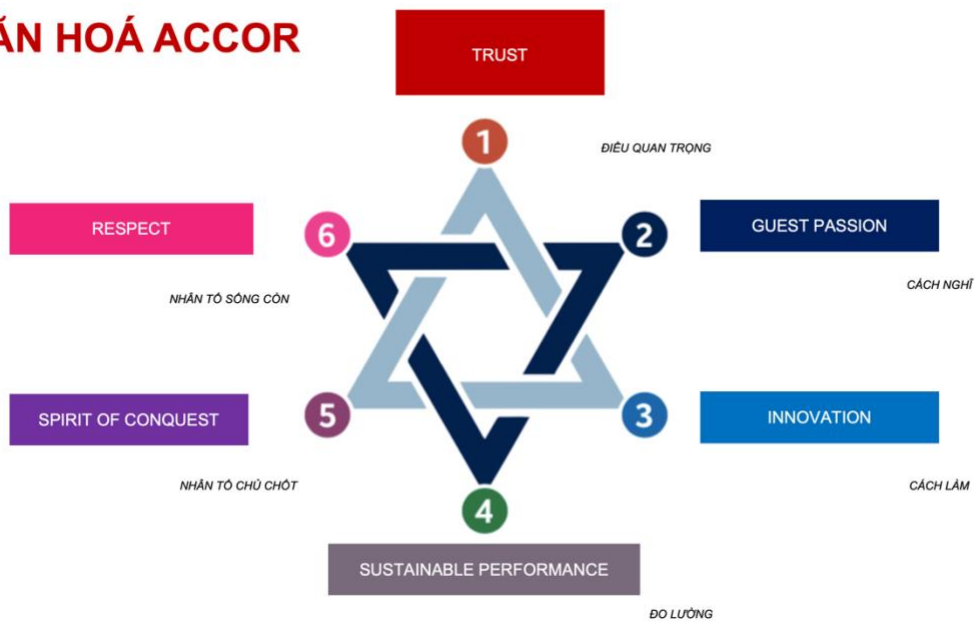 ĂN HOÁ ACCOR
TRUST
1
ĐIỀU QUAN TRỌNG
RESPECT
6
2
GUEST PASSION
NHÂN TỐ SỐNG CÒN
CÁCH NGHĨ
SPIRIT OF CONQUEST
5
3
INNOVATION
NHÂN TỐ CHỦ CHỐT
CÁCH LÀM
4
SUSTAINABLE PERFORMANCE
ĐO LƯỜNG